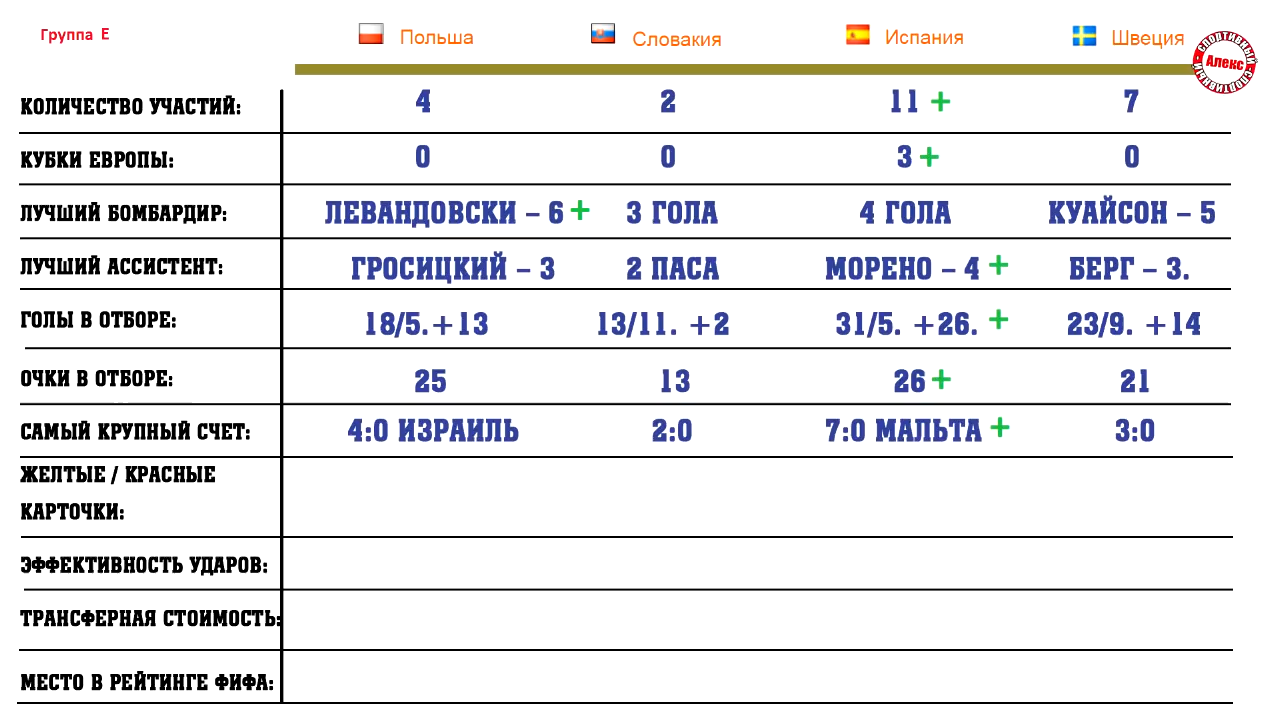 Группа Е
Польша Словакия Испания Швеция
СПОРТИВНЫЙ
Алекс
СПОРТИВНЫЙ
КОЛИЧЕСТВО УЧАСТИЙ: 4 2 11 + 7
КУБКИ ЕВРОПЫ: 0 0 3 + 0
ЛУЧШИЙ БОМБАРДИР: ЛЕВАНДОВСКИ – 6 + 3 ГОЛА 4 ГОЛА КУАЙСОН – 5
ЛУЧШИЙ АССИСТЕНТ: ГРОСИЦКИЙ – 3 2 ПАСА МОРЕНО – 4 + БЕРГ – 3.
ГОЛЫ В ОТБОРЕ: 18/5.+13 13/11. +2 31/5. +26. + 23/9. +14
ОЧКИ В ОТБОРЕ: 25 13 26 + 21
САМЫЙ КРУПНЫЙ СЧЕТ: 4:0 ИЗРАИЛЬ 2:0 7:0 МАЛЬТА + 3:0
ЖЕЛТЫЕ / КРАСНЫЕ
КАРТОЧКИ:
ЭФФЕКТИВНОСТЬ УДАРОВ:
ТРАНСФЕРНАЯ СТОИМОСТЬ:
МЕСТО В РЕЙТИНГЕ ФИФА: